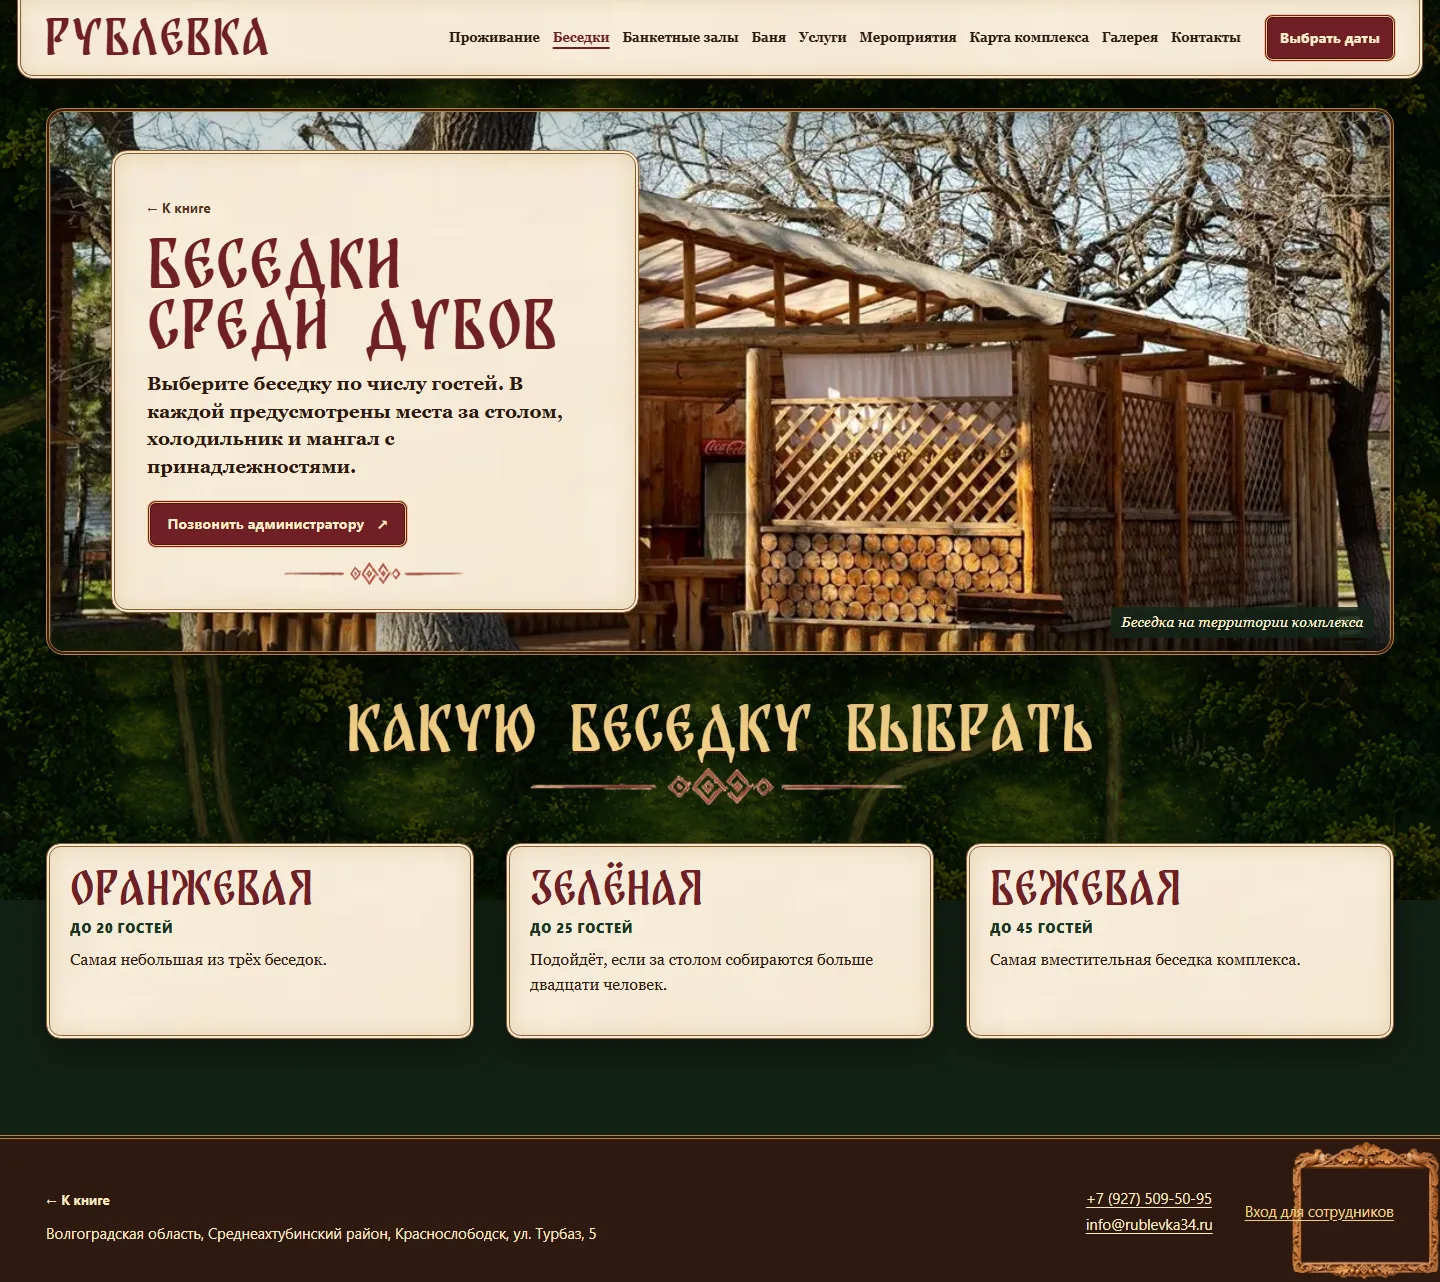 РУБЛЕВКА
Проживание Беседки Банкетные залы Баня Услуги Мероприятия Карта комплекса Галерея Контакты Выбрать даты
← К книге
БЕСЕДКИ
СРЕДИ ДУБОВ
Выберите беседку по числу гостей. В
каждой предусмотрены места за столом,
холодильник и мангал с
принадлежностями.
Позвонить администратору ↗
Coca-Cola
Беседка на территории комплекса
КАКУЮ БЕСЕДКУ ВЫБРАТЬ
ОРАНЖЕВАЯ
ДО 20 ГОСТЕЙ
Самая небольшая из трёх беседок.
ЗЕЛЁНАЯ
ДО 25 ГОСТЕЙ
Подойдёт, если за столом собираются больше
двадцати человек.
БЕЖЕВАЯ
ДО 45 ГОСТЕЙ
Самая вместительная беседка комплекса.
← К книге
Волгоградская область, Среднеахтубинский район, Краснослободск, ул. Турбаз, 5
+7 (927) 509-50-95
info@rublevka34.ru
Вход для сотрудников